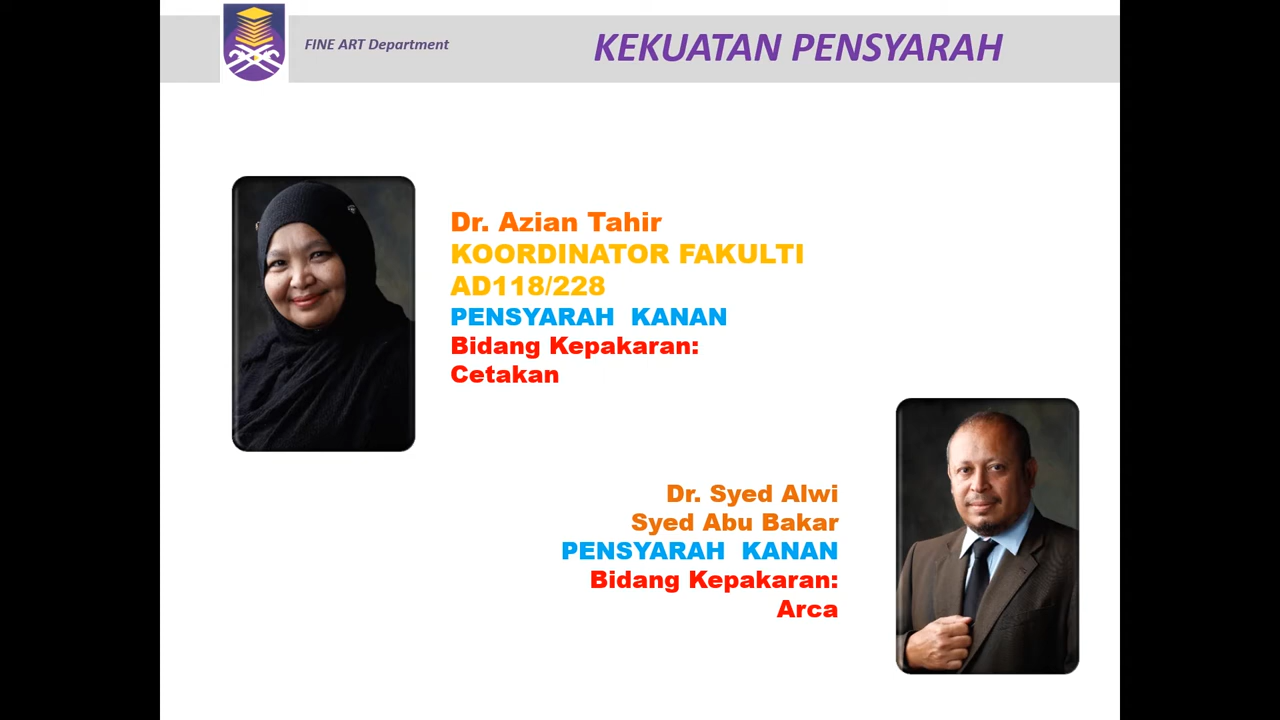 FINE ART Department
KEKUATAN PENSYARAH
Dr. Azian Tahir
KOORDINATOR FAKULTI
AD118/228
PENSYARAH KANAN
Bidang Kepakaran:
Cetakan
Dr. Syed Alwi
Syed Abu Bakar
PENSYARAH KANAN
Bidang Kepakaran:
Arca